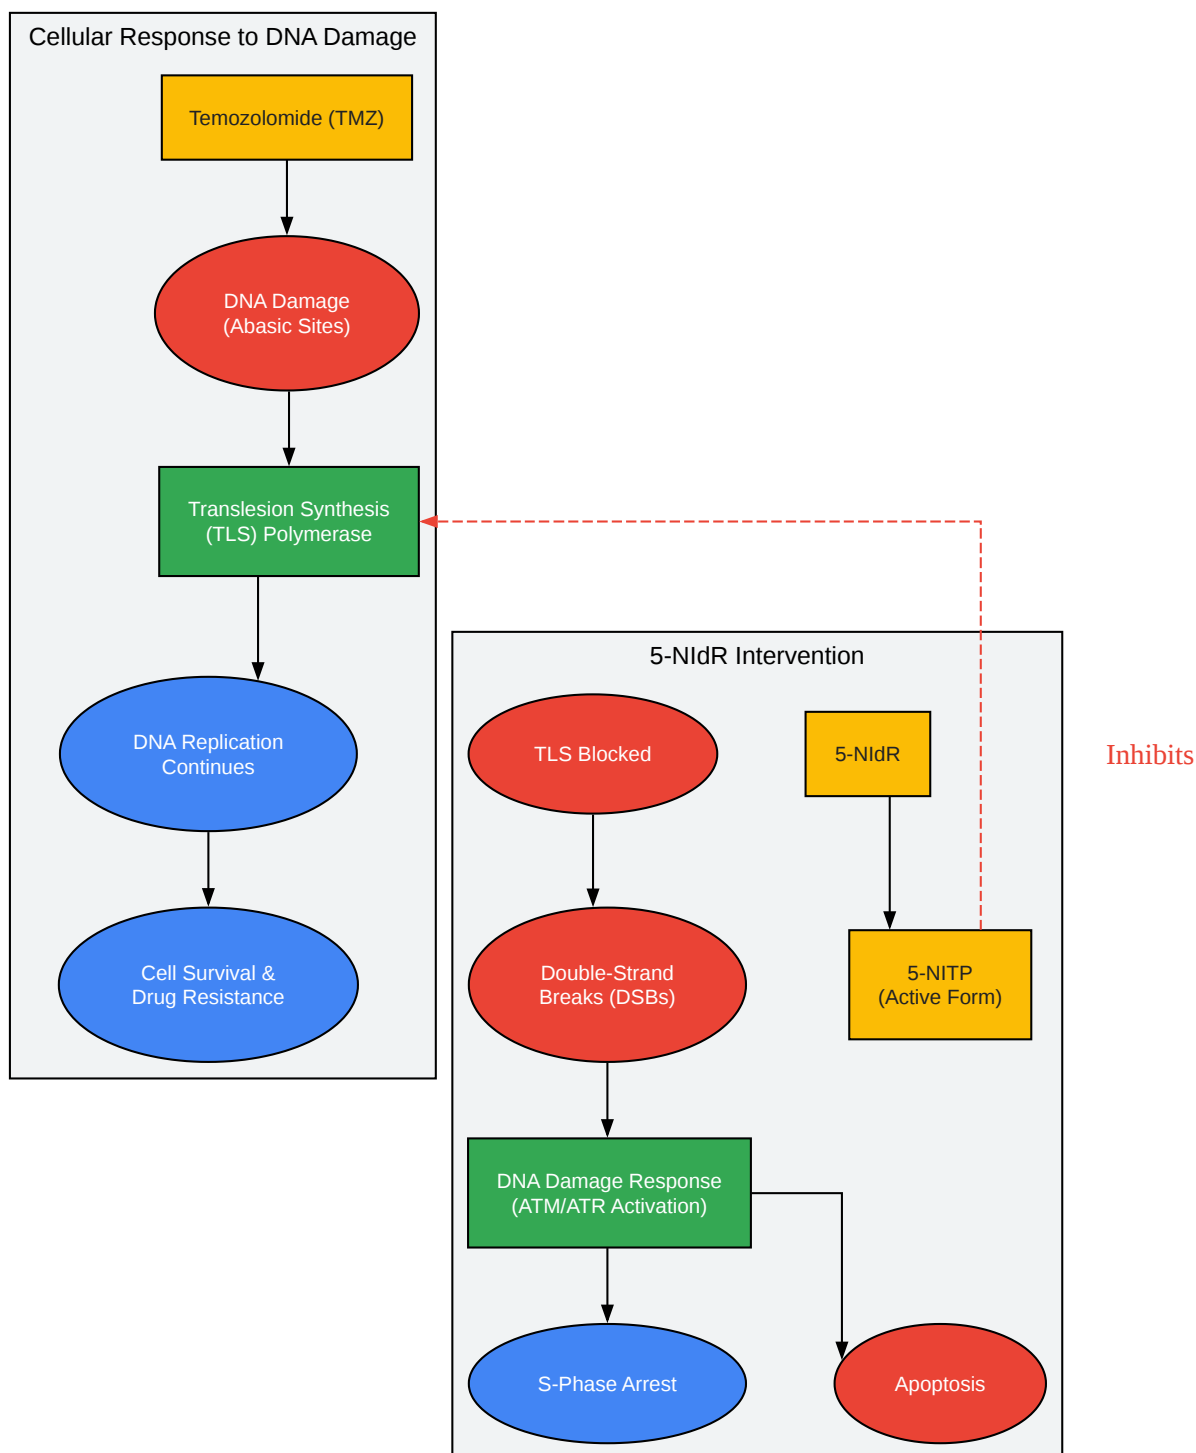 Cellular Response to DNA Damage
Temozolomide (TMZ)
DNA Damage
(Abasic Sites)
Translesion Synthesis
(TLS) Polymerase
DNA Replication
Continues
Cell Survival &
Drug Resistance
5-NIdR Intervention
TLS Blocked
5-NIdR
Inhibits
Double-Strand
Breaks (DSBs)
5-NITP
(Active Form)
DNA Damage Response
(ATM/ATR Activation)
S-Phase Arrest
Apoptosis